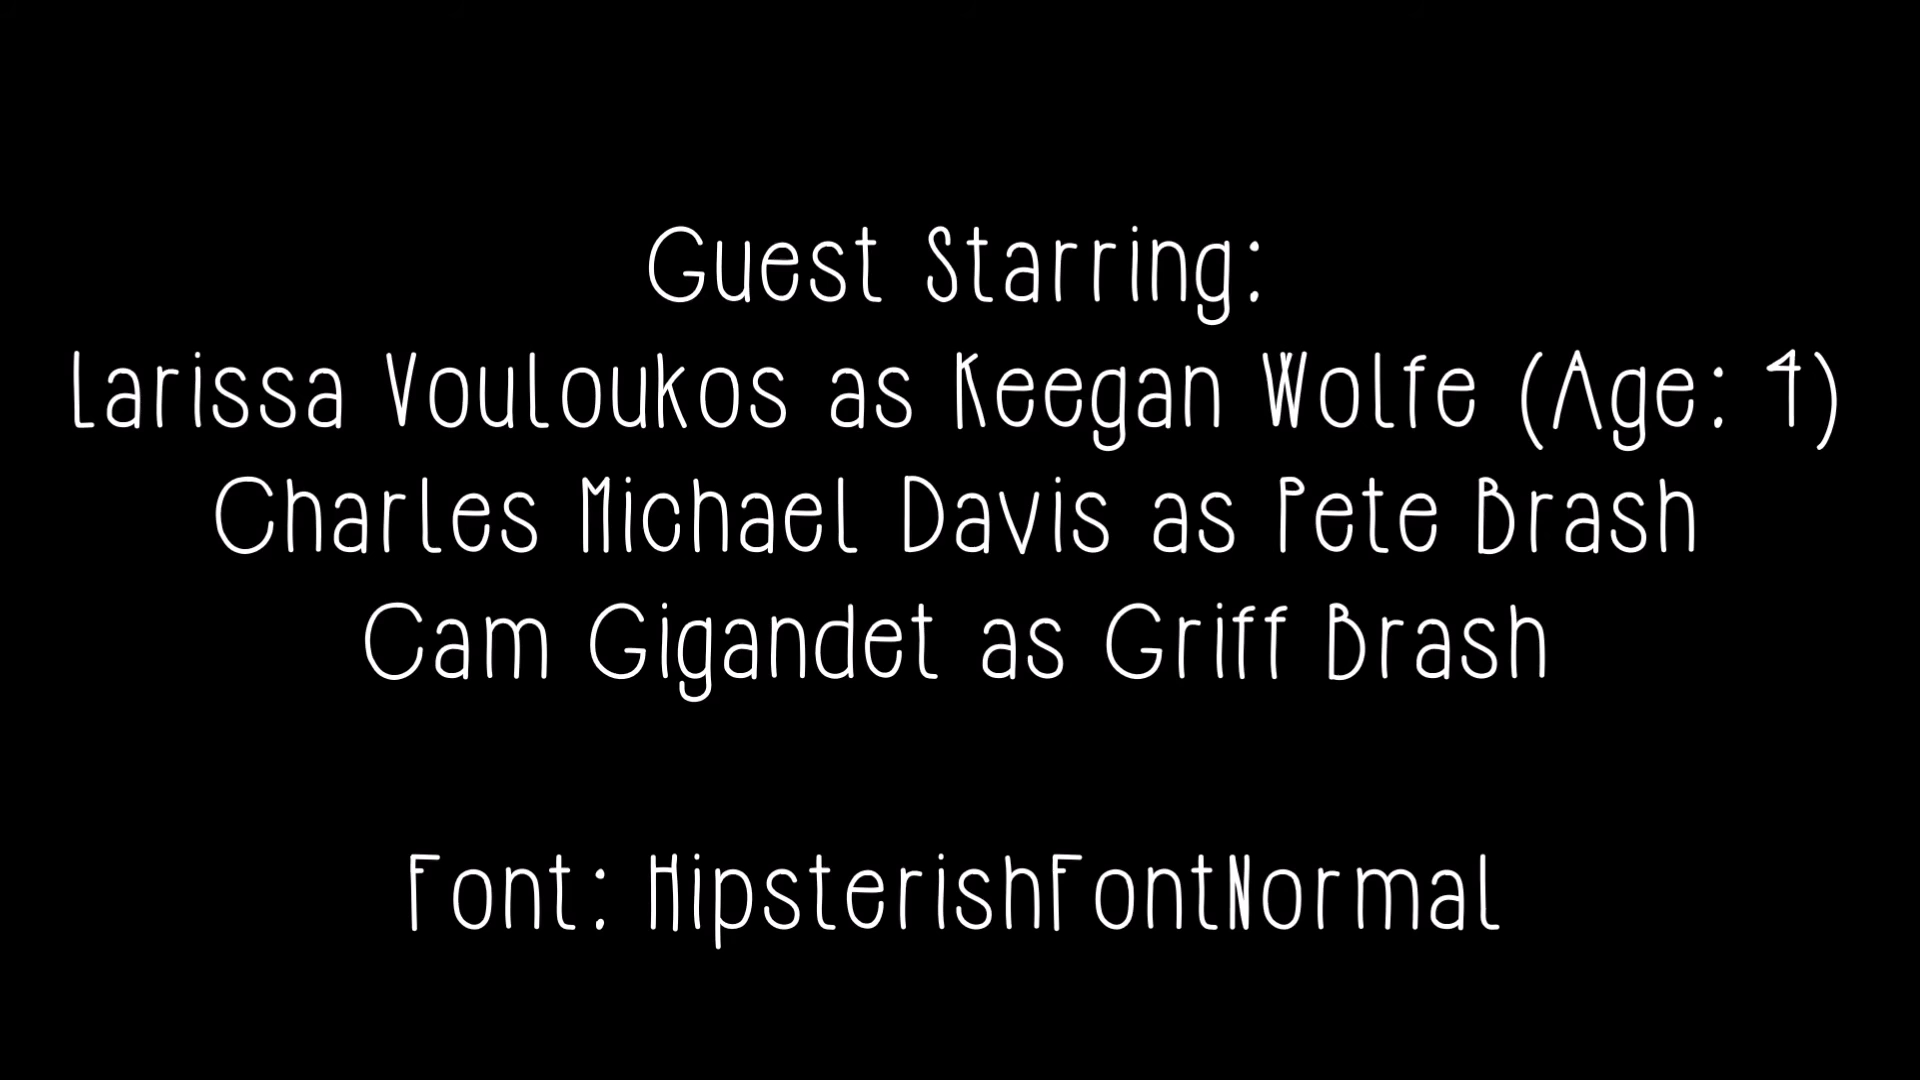 Guest Starring:
Larissa Vouloukos as Keegan Wolfe (Age: 4)
Charles Michael Davis as Pete Brash
Cam Gigandet as Griff Brash
Font: HipsterishFontNormal